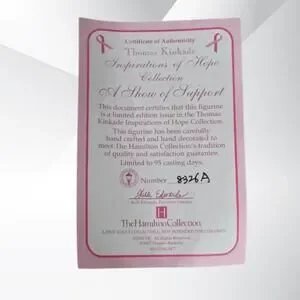 Certificate of Authenticity
Thomas Kinkade
Inspirations of Hope
Collection
A Show of Support
This document certifies that this figurine
is a limited edition issue in the Thomas
Kinkade Inspirations of Hope Collection.
This figurine has been carefully
hand crafted and hand decorated to
meet The Hamilton Collection's tradition
of quality and satisfaction guarantee.
Limited to 95 casting days.
Number 8326A
H
The Hamilton Collection